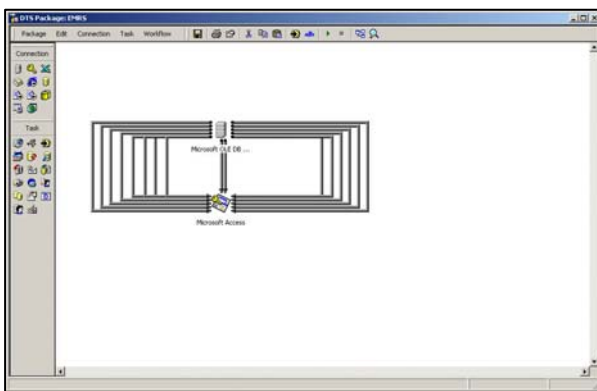 DTS Package: EMRS
Package Edit Connection Task Workflow
Connection
Task
Microsoft OLE DB ...
Microsoft Access